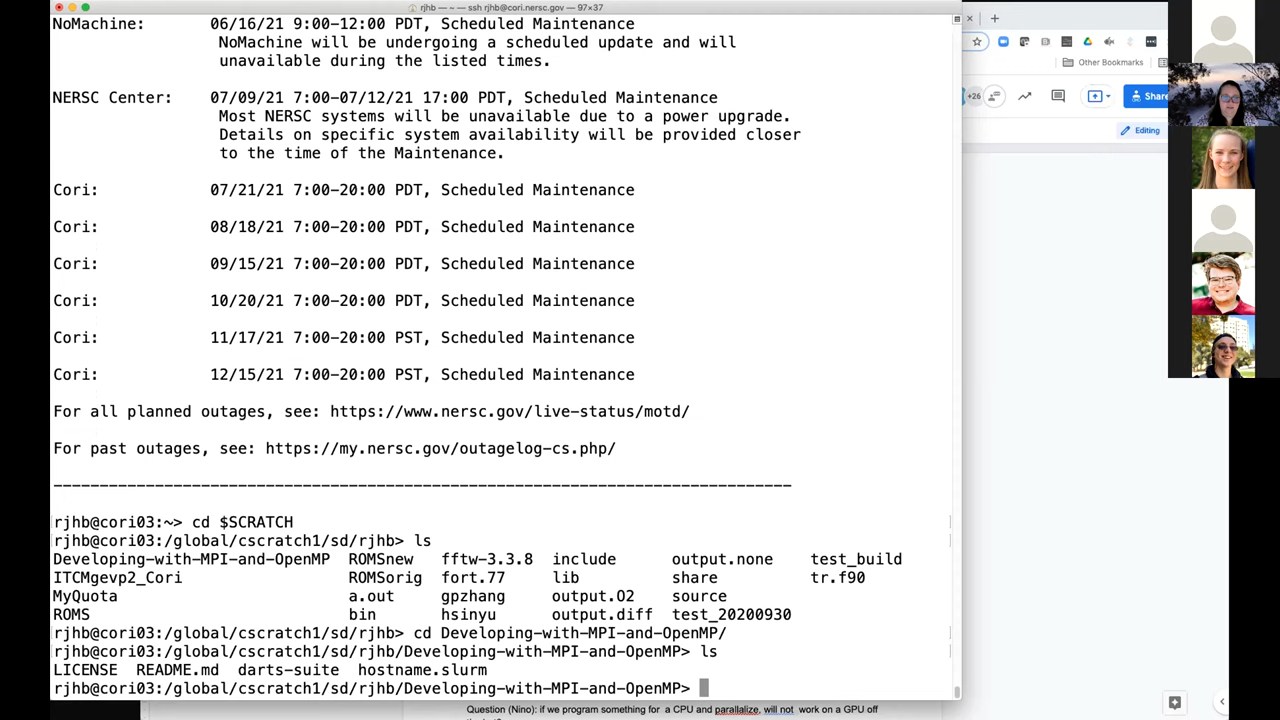 rjhb — ~ — ssh rjhb@cori.nersc.gov — 97×37
NoMachine: 06/16/21 9:00-12:00 PDT, Scheduled Maintenance
NoMachine will be undergoing a scheduled update and will
unavailable during the listed times.
NERSC Center: 07/09/21 7:00-07/12/21 17:00 PDT, Scheduled Maintenance
Most NERSC systems will be unavailable due to a power upgrade.
Details on specific system availability will be provided closer
to the time of the Maintenance.
Cori: 07/21/21 7:00-20:00 PDT, Scheduled Maintenance
Cori: 08/18/21 7:00-20:00 PDT, Scheduled Maintenance
Cori: 09/15/21 7:00-20:00 PDT, Scheduled Maintenance
Cori: 10/20/21 7:00-20:00 PDT, Scheduled Maintenance
Cori: 11/17/21 7:00-20:00 PST, Scheduled Maintenance
Cori: 12/15/21 7:00-20:00 PST, Scheduled Maintenance
For all planned outages, see: https://www.nersc.gov/live-status/motd/
For past outages, see: https://my.nersc.gov/outagelog-cs.php/
--------------------------------------------------------------------------------
rjhb@cori03:~> cd $SCRATCH
rjhb@cori03:/global/cscratch1/sd/rjhb> ls
Developing-with-MPI-and-OpenMP ROMSnew fftw-3.3.8 include output.none test_build
ITCMgevp2_Cori ROMSorig fort.77 lib share tr.f90
MyQuota a.out gpzhang output.O2 source
ROMS bin hsinyu output.diff test_20200930
rjhb@cori03:/global/cscratch1/sd/rjhb> cd Developing-with-MPI-and-OpenMP/
rjhb@cori03:/global/cscratch1/sd/rjhb/Developing-with-MPI-and-OpenMP> ls
LICENSE README.md darts-suite hostname.slurm
rjhb@cori03:/global/cscratch1/sd/rjhb/Developing-with-MPI-and-OpenMP>
Other Bookmarks
+26
Share
Editing
Question (Nino): if we program something for a CPU and parallalize, will not work on a GPU off